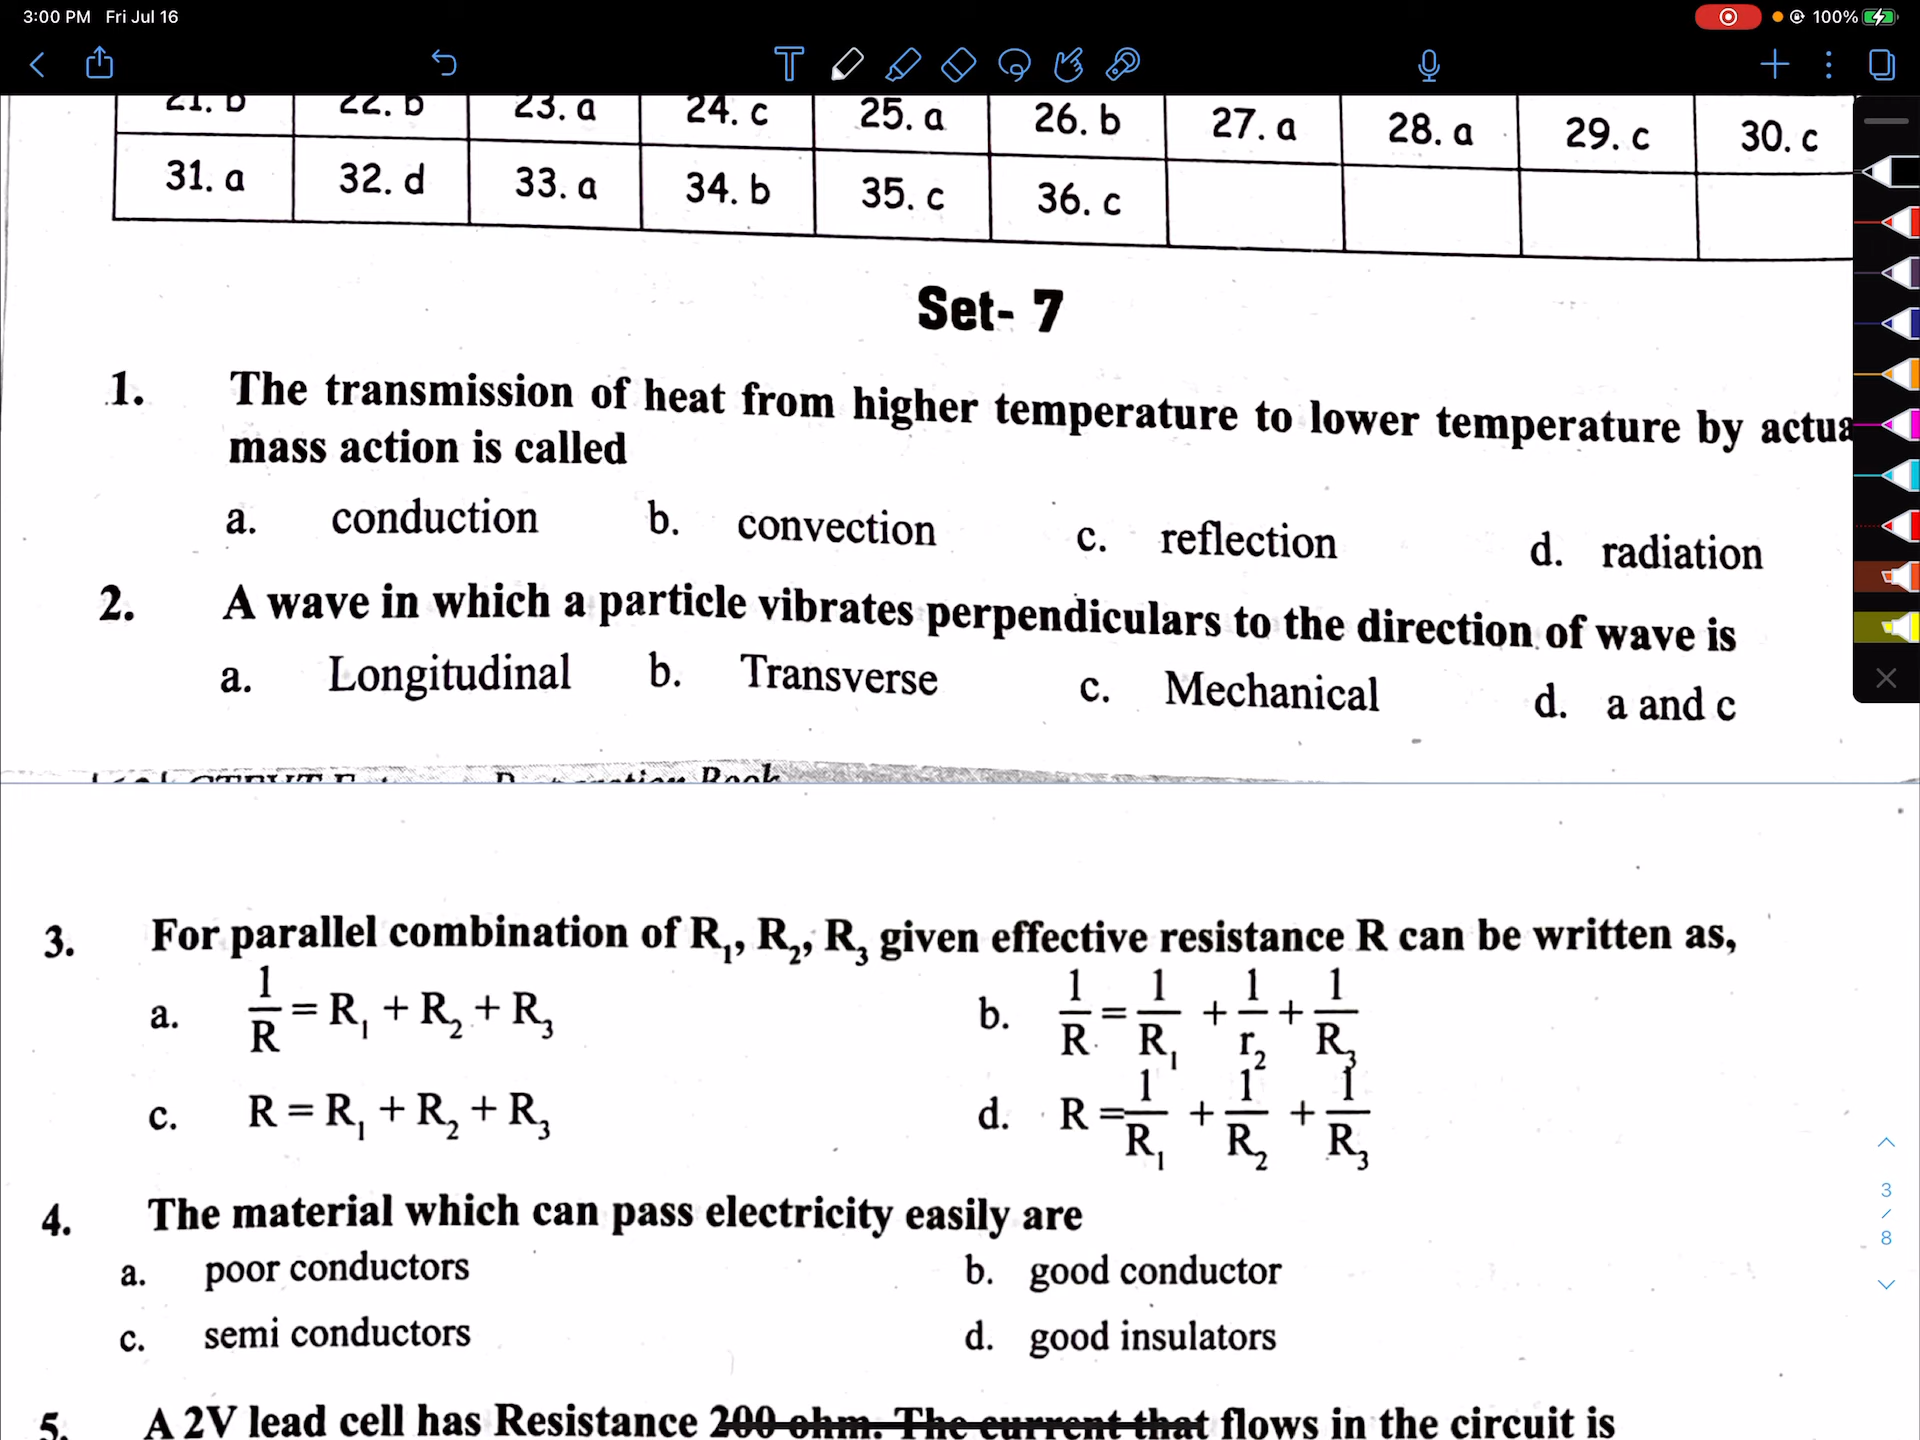 3:00 PM Fri Jul 16
100%
21. b 22. b 23. a 24. c 25. a 26. b 27. a 28. a 29. c 30. c
31. a 32. d 33. a 34. b 35. c 36. c
Set- 7
1. The transmission of heat from higher temperature to lower temperature by actua
mass action is called
a. conduction b. convection c. reflection d. radiation
2. A wave in which a particle vibrates perpendiculars to the direction of wave is
a. Longitudinal b. Transverse c. Mechanical d. a and c
Book
3. For parallel combination of R₁, R₂, R₃ given effective resistance R can be written as,
a. 1/R = R₁ + R₂ + R₃ b. 1/R = 1/R₁ + 1/r₂ + 1/R₃
c. R = R₁ + R₂ + R₃ d. R = 1/R₁ + 1/R₂ + 1/R₃
4. The material which can pass electricity easily are
a. poor conductors b. good conductor
c. semi conductors d. good insulators
5. A 2V lead cell has Resistance 200 ohm. The current that flows in the circuit is
3
/
8